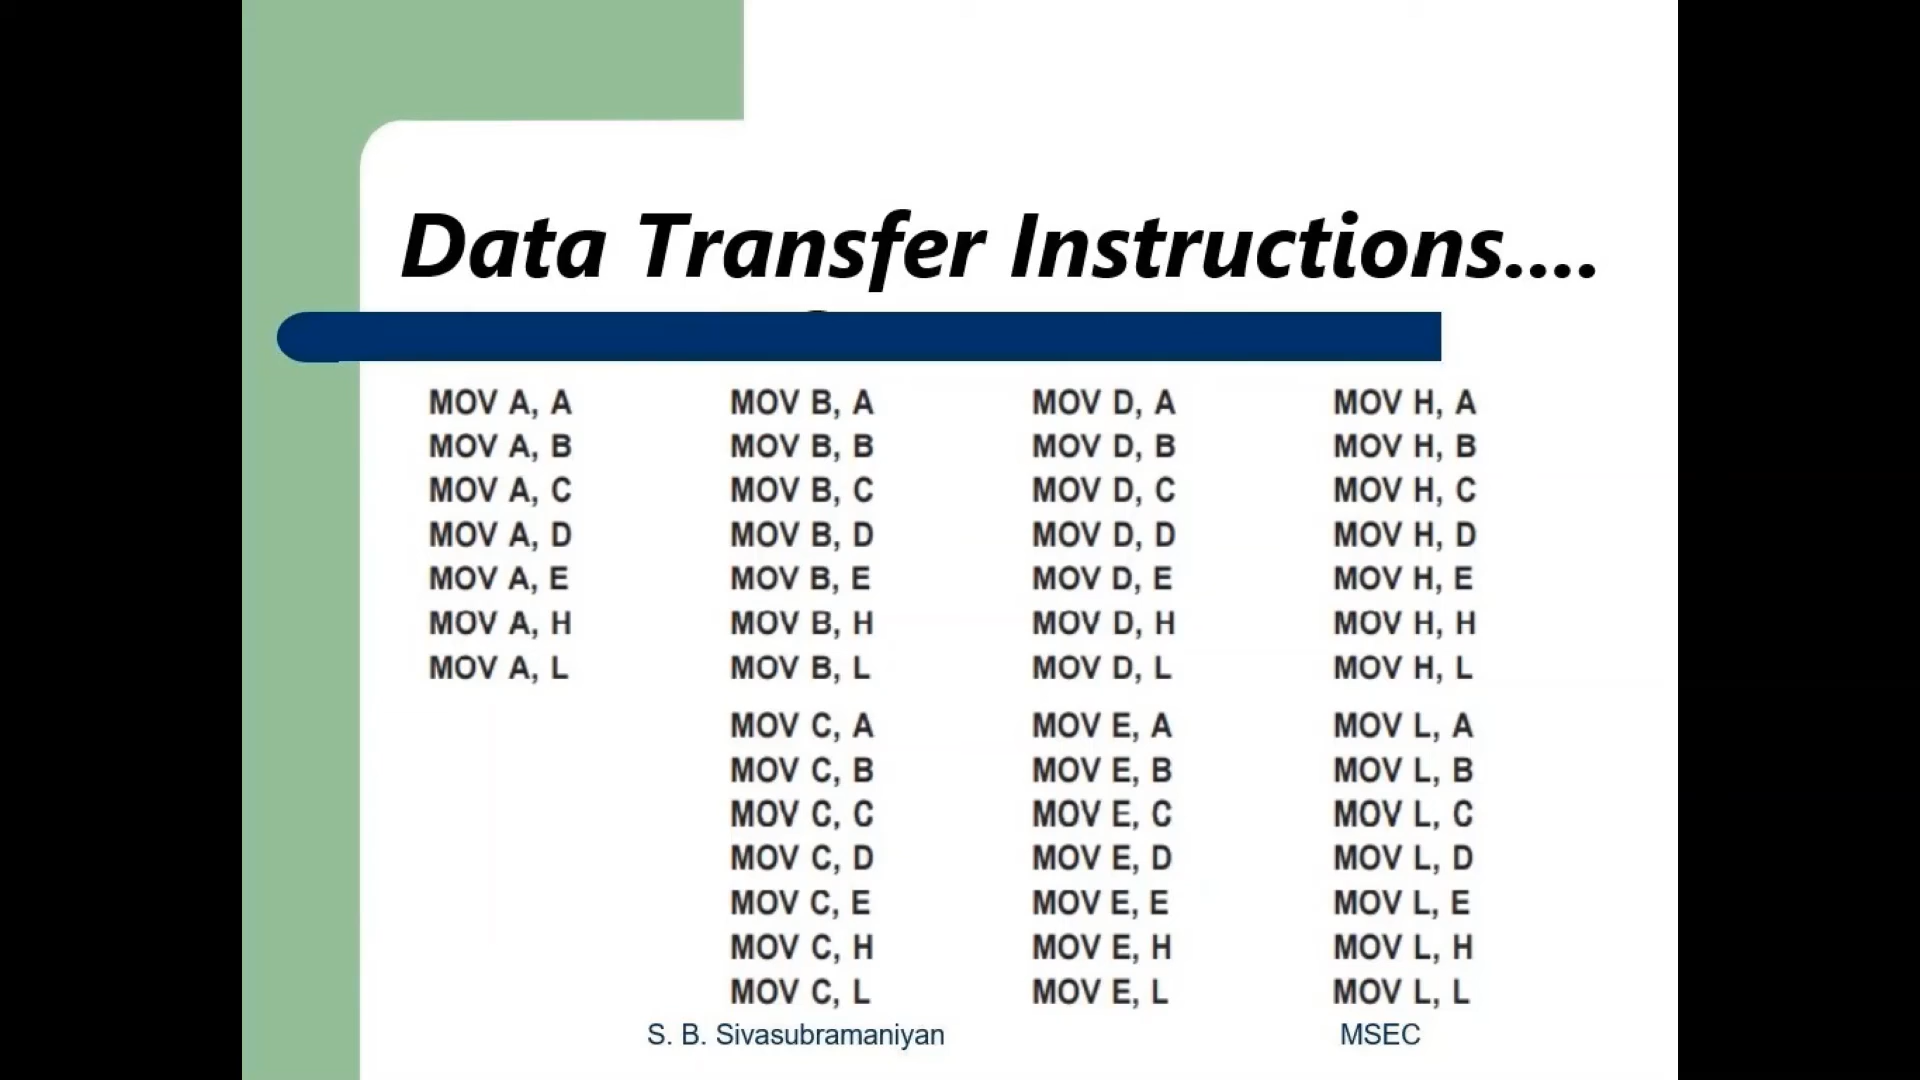 Data Transfer Instructions....
MOV A, A MOV B, A MOV D, A MOV H, A
MOV A, B MOV B, B MOV D, B MOV H, B
MOV A, C MOV B, C MOV D, C MOV H, C
MOV A, D MOV B, D MOV D, D MOV H, D
MOV A, E MOV B, E MOV D, E MOV H, E
MOV A, H MOV B, H MOV D, H MOV H, H
MOV A, L MOV B, L MOV D, L MOV H, L
MOV C, A MOV E, A MOV L, A
MOV C, B MOV E, B MOV L, B
MOV C, C MOV E, C MOV L, C
MOV C, D MOV E, D MOV L, D
MOV C, E MOV E, E MOV L, E
MOV C, H MOV E, H MOV L, H
MOV C, L MOV E, L MOV L, L
S. B. Sivasubramaniyan MSEC